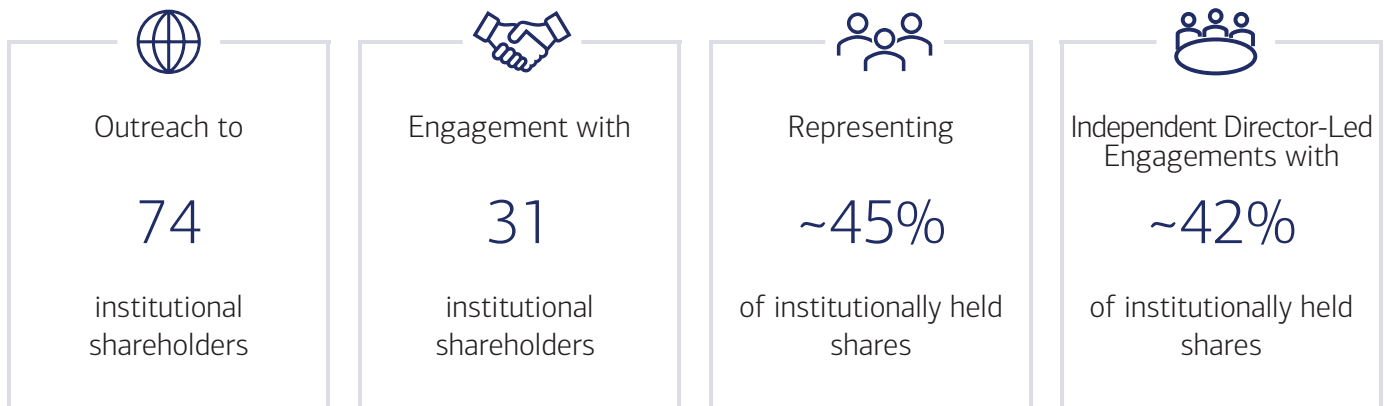 Outreach to
74
institutional
shareholders
Engagement with
31
institutional
shareholders
Representing
~45%
of institutionally held
shares
Independent Director-Led
Engagements with
~42%
of institutionally held
shares